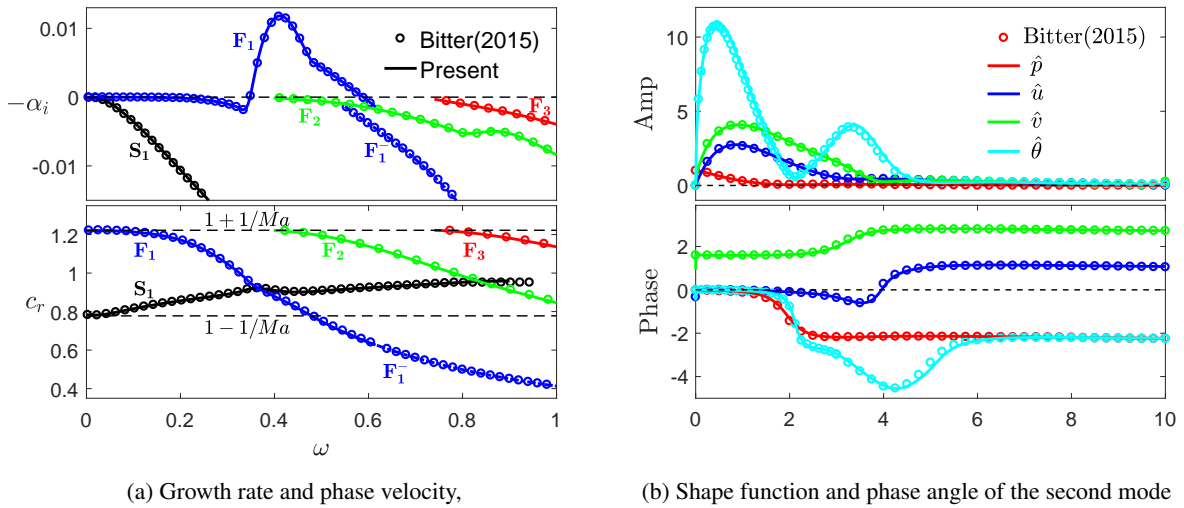 0.01
0
-0.01
−αᵢ
F₁
Bitter(2015)
Present
F₂
F₃
S₁
F₁⁻
1.2
1
0.8
0.6
0.4
cᵣ
1 + 1/Ma
F₁
F₂
F₃
S₁
1 − 1/Ma
F₁⁻
0 0.2 0.4 0.6 0.8 1
ω
(a) Growth rate and phase velocity,
10
5
0
Amp
Bitter(2015)
p̂
û
v̂
θ̂
2
0
-2
-4
Phase
0 2 4 6 8 10
(b) Shape function and phase angle of the second mode